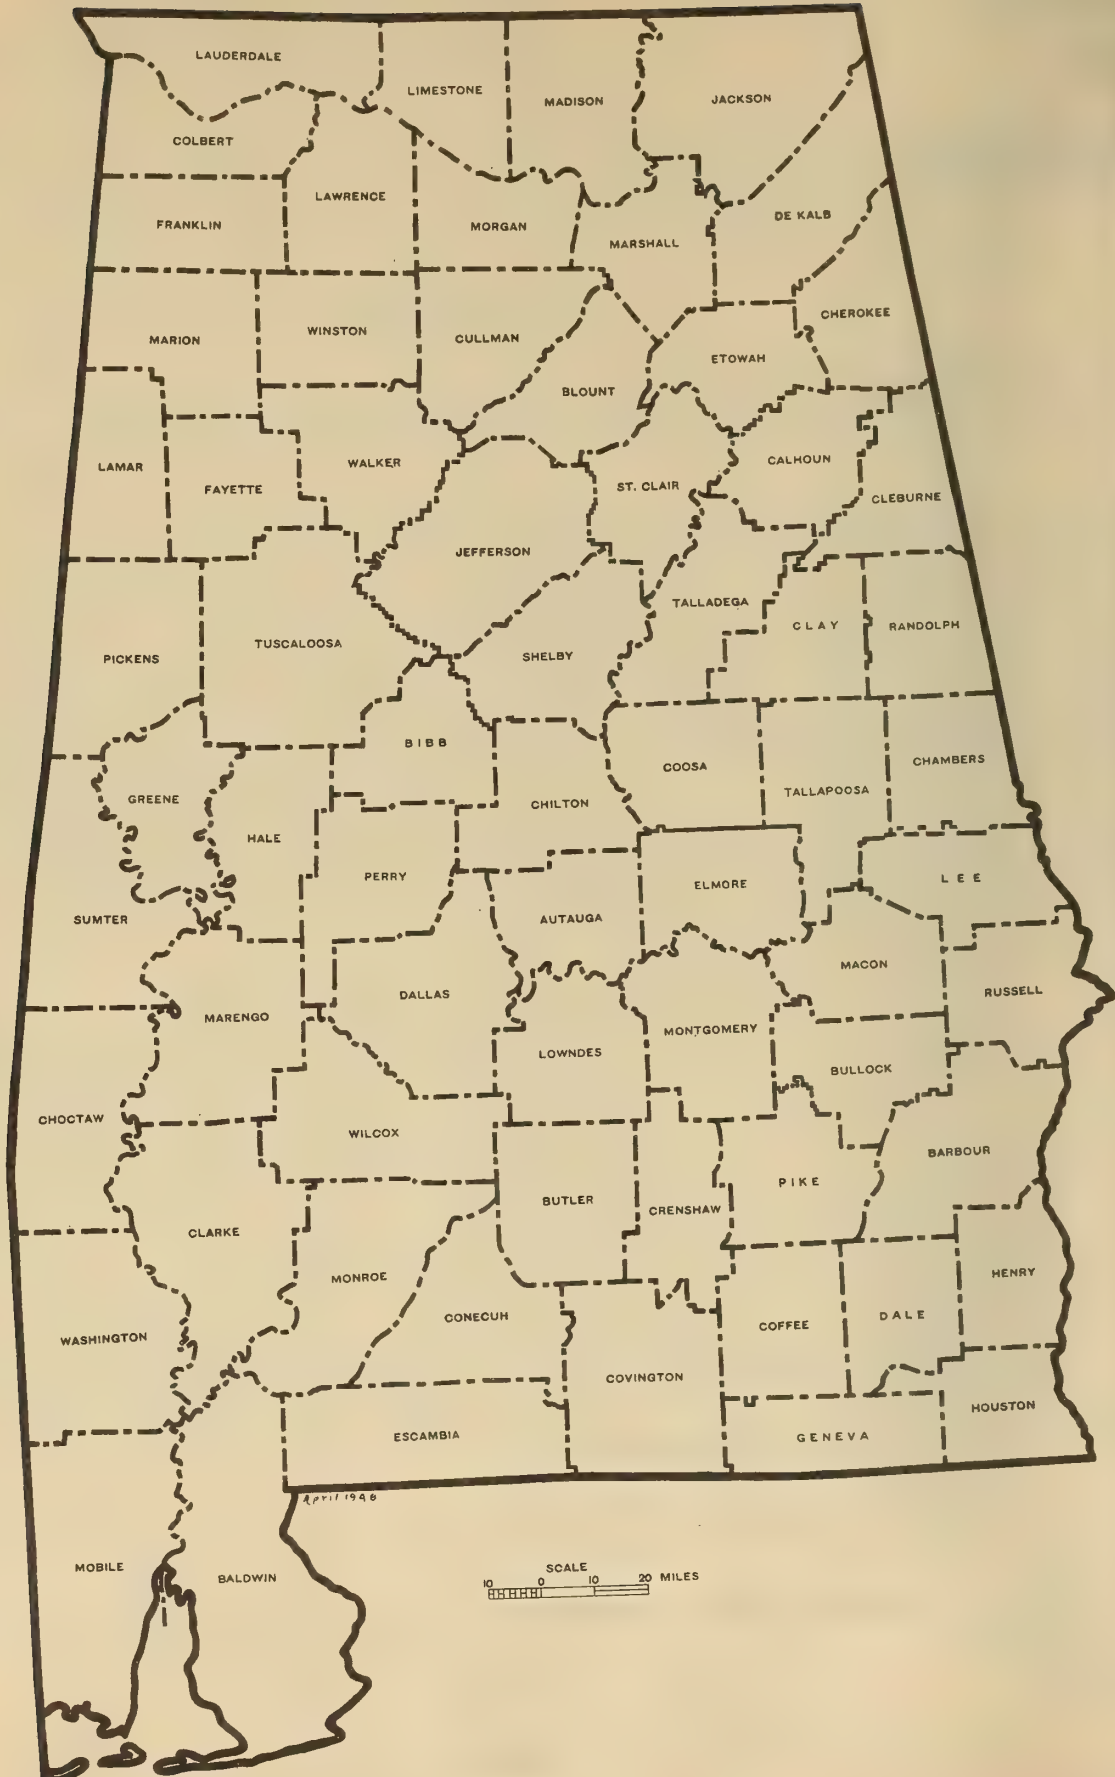 LAUDERDALE
LIMESTONE
MADISON
JACKSON
COLBERT
LAWRENCE
FRANKLIN
MORGAN
DE KALB
MARSHALL
CHEROKEE
MARION
WINSTON
CULLMAN
ETOWAH
BLOUNT
LAMAR
FAYETTE
WALKER
CALHOUN
ST. CLAIR
CLEBURNE
JEFFERSON
TALLADEGA
CLAY
RANDOLPH
TUSCALOOSA
PICKENS
SHELBY
BIBB
COOSA
CHAMBERS
GREENE
CHILTON
TALLAPOOSA
HALE
PERRY
ELMORE
LEE
SUMTER
AUTAUGA
MACON
DALLAS
RUSSELL
MARENGO
MONTGOMERY
LOWNDES
BULLOCK
CHOCTAW
WILCOX
BARBOUR
PIKE
BUTLER
CRENSHAW
CLARKE
MONROE
HENRY
CONECUH
DALE
COFFEE
WASHINGTON
COVINGTON
HOUSTON
ESCAMBIA
GENEVA
April 1946
MOBILE
BALDWIN
SCALE
10 0 10 20 MILES